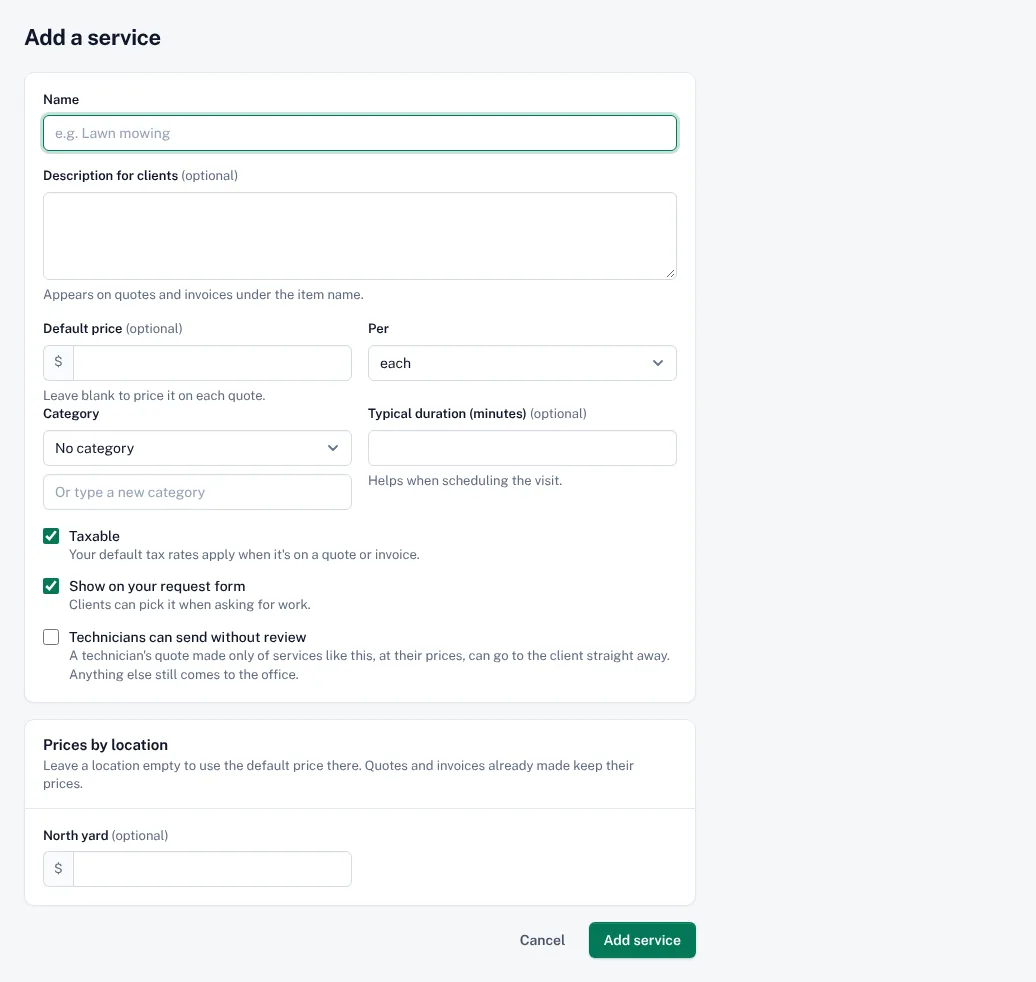 Add a service
Name
e.g. Lawn mowing
Description for clients (optional)
Appears on quotes and invoices under the item name.
Default price (optional)
Per
$
each
Leave blank to price it on each quote.
Category
Typical duration (minutes) (optional)
No category
Helps when scheduling the visit.
Or type a new category
Taxable
Your default tax rates apply when it's on a quote or invoice.
Show on your request form
Clients can pick it when asking for work.
Technicians can send without review
A technician's quote made only of services like this, at their prices, can go to the client straight away.
Anything else still comes to the office.
Prices by location
Leave a location empty to use the default price there. Quotes and invoices already made keep their
prices.
North yard (optional)
$
Cancel
Add service